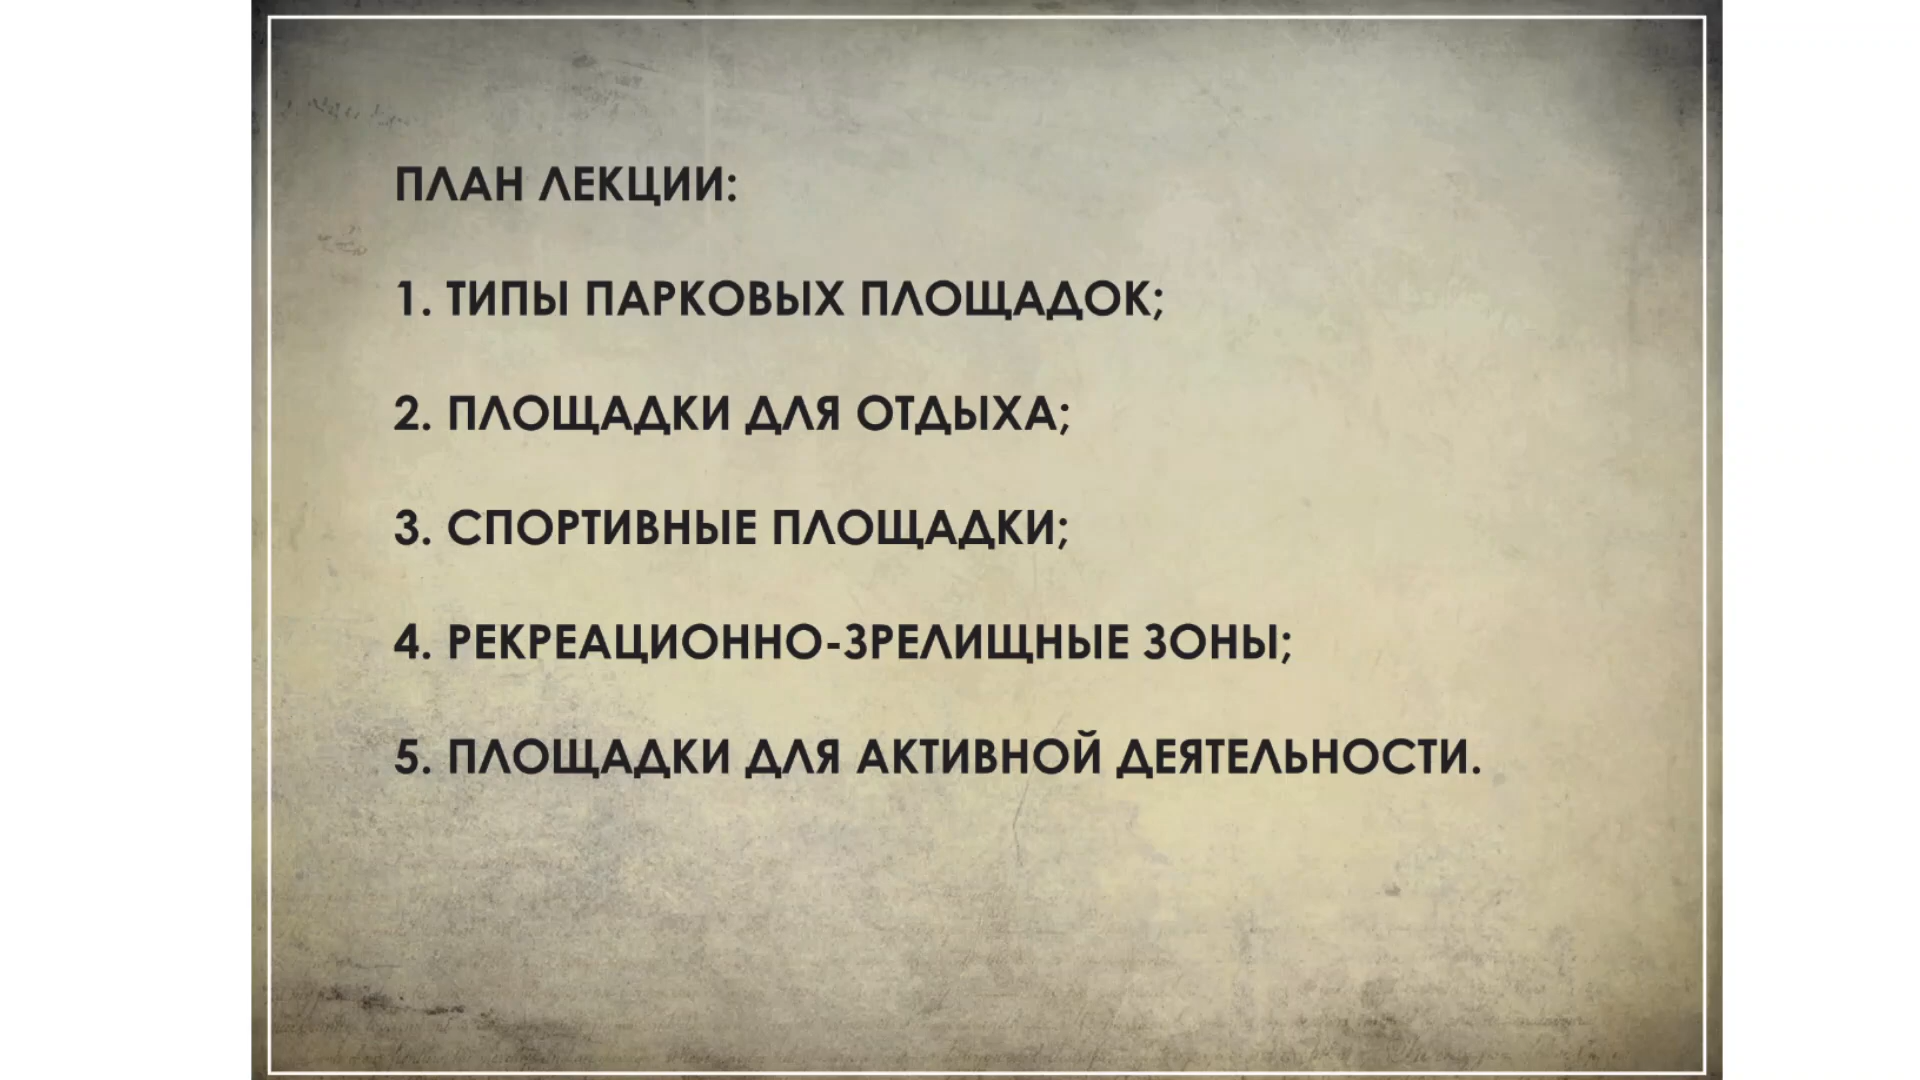 ПЛАН ЛЕКЦИИ:
1. ТИПЫ ПАРКОВЫХ ПЛОЩАДОК;
2. ПЛОЩАДКИ ДЛЯ ОТДЫХА;
3. СПОРТИВНЫЕ ПЛОЩАДКИ;
4. РЕКРЕАЦИОННО-ЗРЕЛИЩНЫЕ ЗОНЫ;
5. ПЛОЩАДКИ ДЛЯ АКТИВНОЙ ДЕЯТЕЛЬНОСТИ.